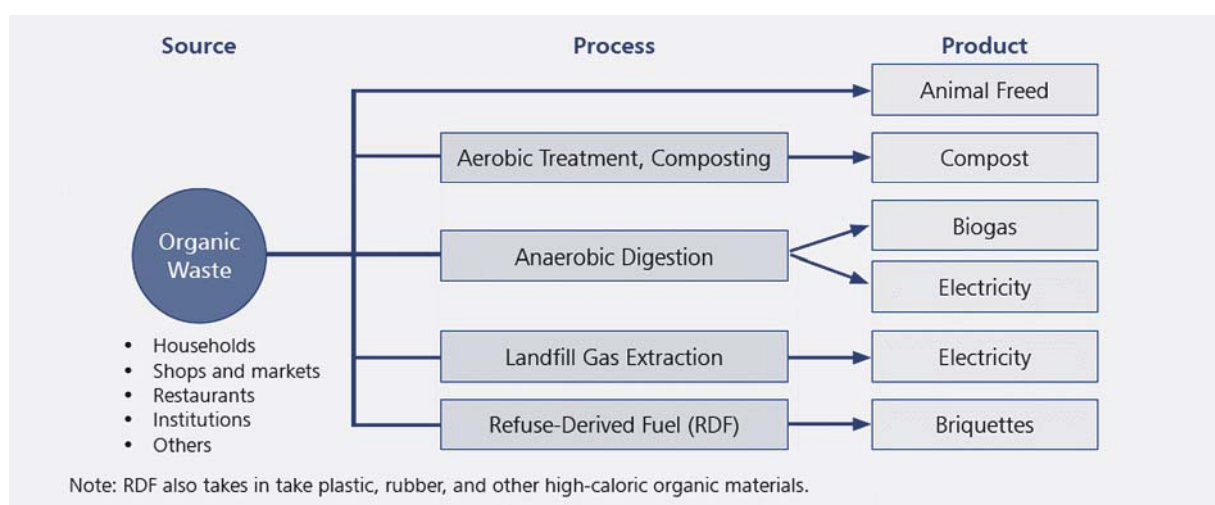 Source
Process
Product
Animal Freed
Aerobic Treatment, Composting
Compost
Organic
Waste
Anaerobic Digestion
Biogas
Electricity
Landfill Gas Extraction
Electricity
Refuse-Derived Fuel (RDF)
Briquettes
• Households
• Shops and markets
• Restaurants
• Institutions
• Others
Note: RDF also takes in take plastic, rubber, and other high-caloric organic materials.